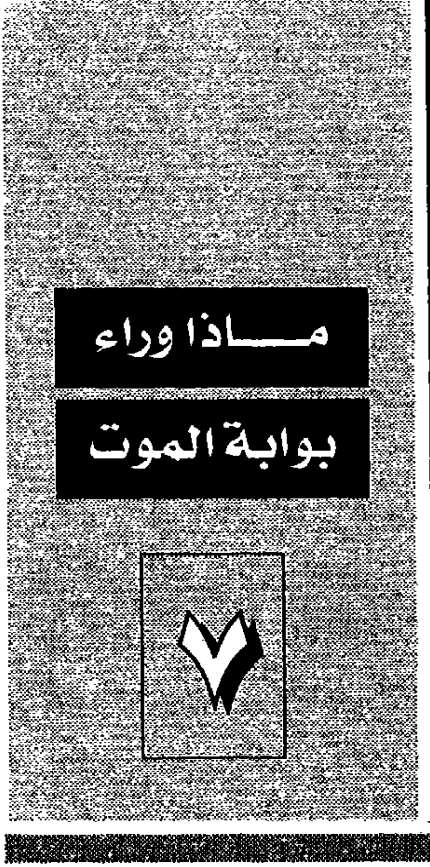 مـــاذا وراء
بوابة الموت
٧